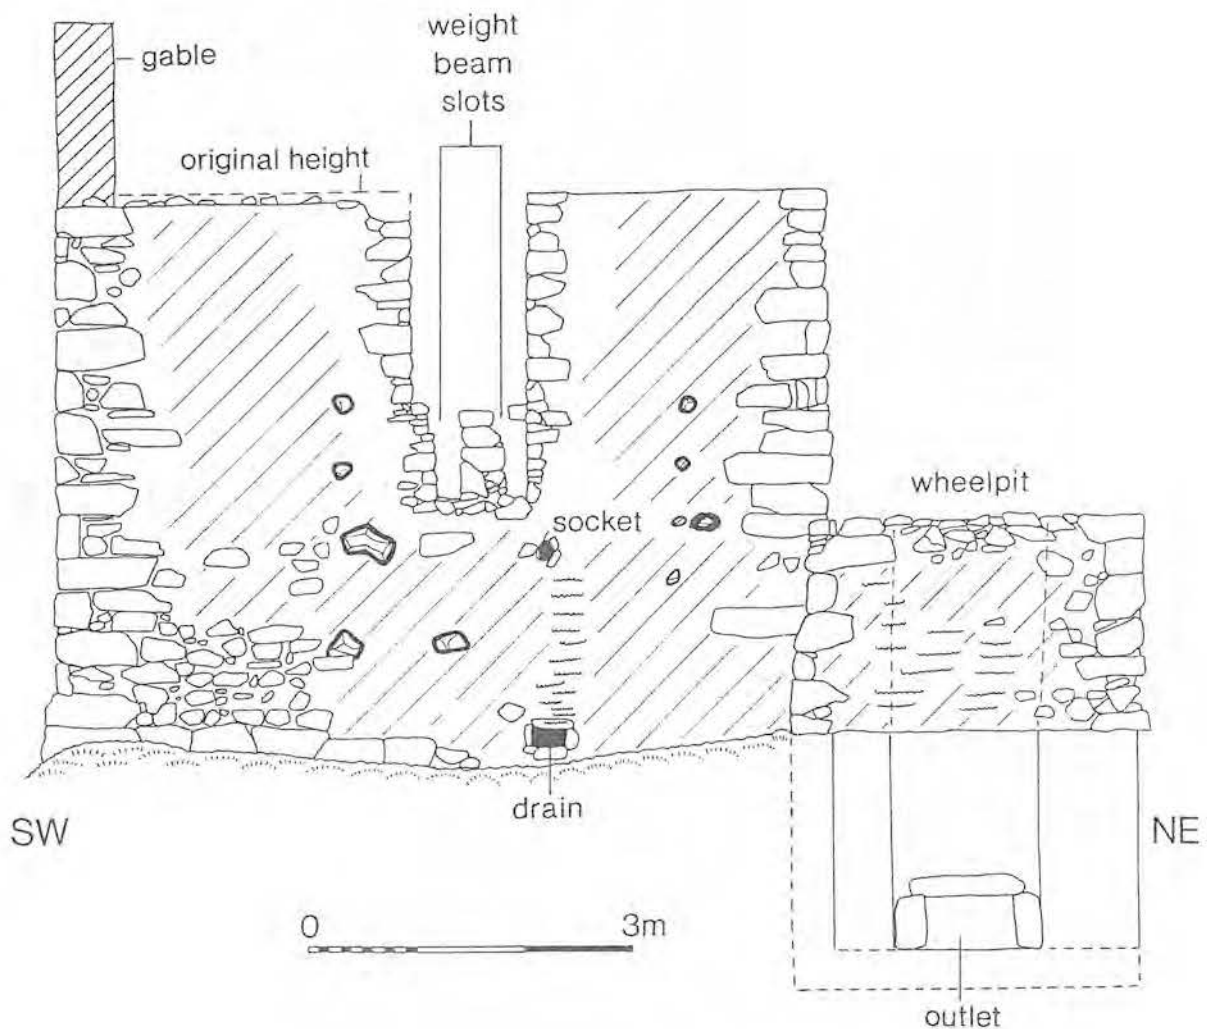 weight
beam
slots
gable
original height
wheelpit
socket
drain
SW
NE
0 3m
outlet